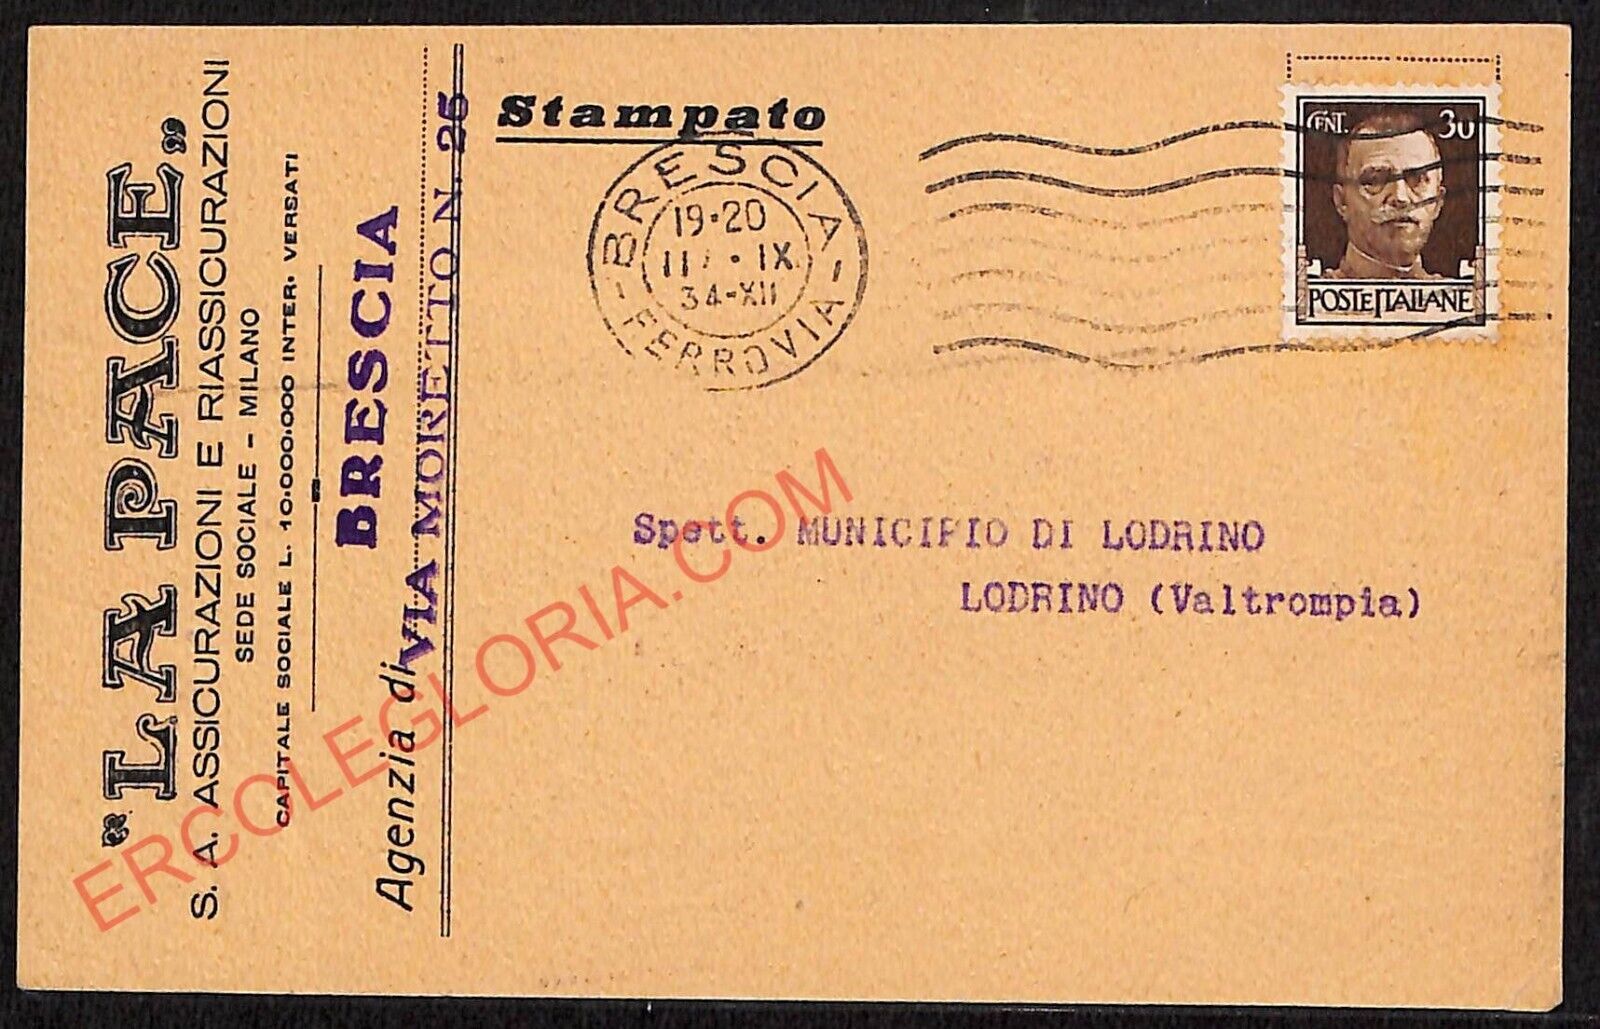 "LA PACE"
S. A. ASSICURAZIONI E RIASSICURAZIONI
SEDE SOCIALE - MILANO
CAPITALE SOCIALE L. 10.000.000 INTER. VERSATI
BRESCIA
Agenzia di
VIA MORETTO N. 25
Stampato
BRESCIA
19·20
IX
34-XII
- FERROVIA -
CENT. 30
POSTE ITALIANE
Spett. MUNICIPIO DI LODRINO
LODRINO (Valtrompia)
ERCOLEGLORIA.COM